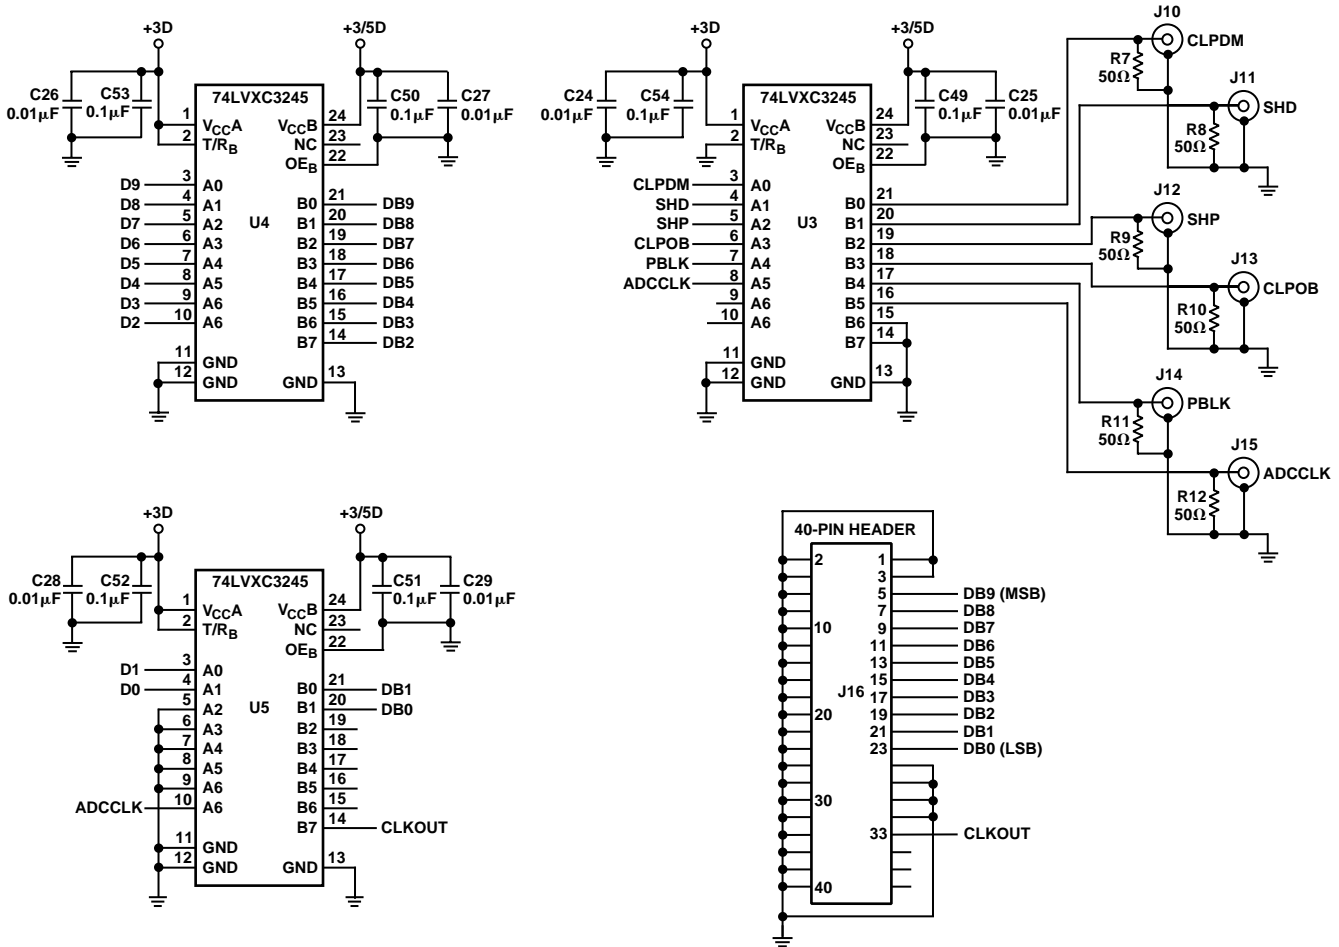 +3D
+3/5D
C26
0.01µF
C53
0.1µF
74LVXC3245
C50
0.1µF
C27
0.01µF
1
VCCA
2
T/RB
24
VCCB
23
NC
22
OEB
D9
3
A0
D8
4
A1
D7
5
A2
D6
6
A3
D5
7
A4
D4
8
A5
D3
9
A6
D2
10
A6
U4
B0
21
DB9
B1
20
DB8
B2
19
DB7
B3
18
DB6
B4
17
DB5
B5
16
DB4
B6
15
DB3
B7
14
DB2
11
GND
12
GND
GND
13
+3D
+3/5D
C24
0.01µF
C54
0.1µF
74LVXC3245
C49
0.1µF
C25
0.01µF
1
VCCA
2
T/RB
24
VCCB
23
NC
22
OEB
CLPDM
3
A0
SHD
4
A1
SHP
5
A2
CLPOB
6
A3
PBLK
7
A4
ADCCLK
8
A5
9
A6
10
A6
U3
B0
21
B1
20
B2
19
B3
18
B4
17
B5
16
B6
15
B7
14
11
GND
12
GND
GND
13
J10
CLPDM
R7
50Ω
J11
SHD
R8
50Ω
J12
SHP
R9
50Ω
J13
CLPOB
R10
50Ω
J14
PBLK
R11
50Ω
J15
ADCCLK
R12
50Ω
+3D
+3/5D
C28
0.01µF
C52
0.1µF
74LVXC3245
C51
0.1µF
C29
0.01µF
1
VCCA
2
T/RB
24
VCCB
23
NC
22
OEB
D1
3
A0
D0
4
A1
5
A2
6
A3
7
A4
8
A5
9
A6
ADCCLK
10
A6
U5
B0
21
DB1
B1
20
DB0
B2
19
B3
18
B4
17
B5
16
B6
15
B7
14
CLKOUT
11
GND
12
GND
GND
13
40-PIN HEADER
2
1
3
5
DB9 (MSB)
7
DB8
10
9
DB7
11
DB6
13
DB5
J16
15
DB4
17
DB3
20
19
DB2
21
DB1
23
DB0 (LSB)
30
33
CLKOUT
40